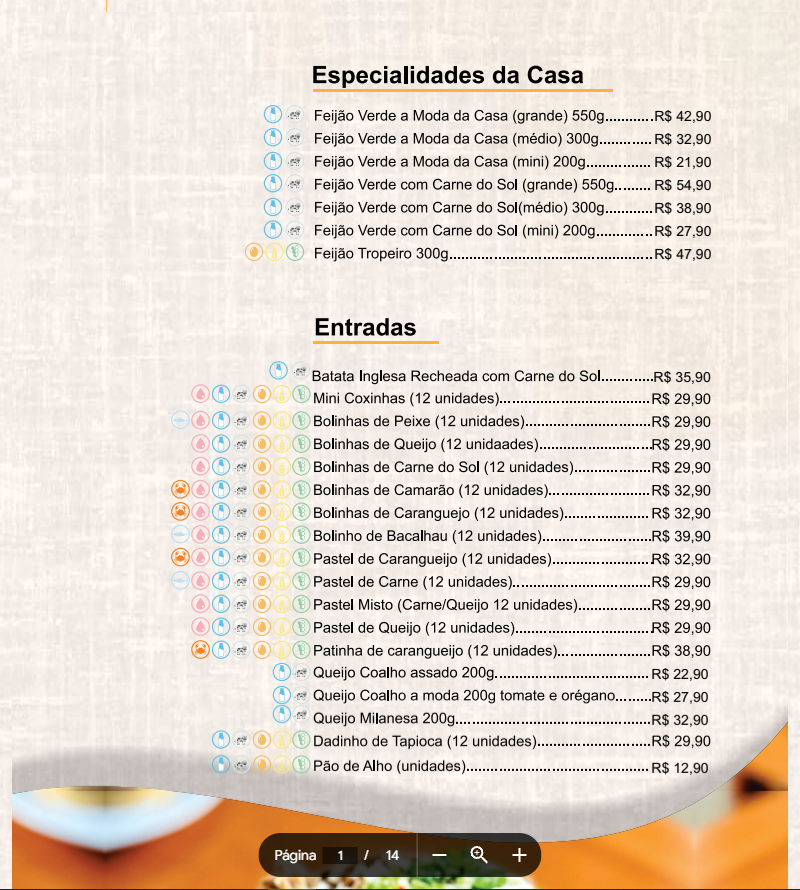 Especialidades da Casa
Feijão Verde a Moda da Casa (grande) 550g............R$ 42,90
Feijão Verde a Moda da Casa (médio) 300g.............R$ 32,90
Feijão Verde a Moda da Casa (mini) 200g................R$ 21,90
Feijão Verde com Carne do Sol (grande) 550g......... R$ 54,90
Feijão Verde com Carne do Sol(médio) 300g............R$ 38,90
Feijão Verde com Carne do Sol (mini) 200g..............R$ 27,90
Feijão Tropeiro 300g...................................................R$ 47,90
Entradas
Batata Inglesa Recheada com Carne do Sol.............R$ 35,90
Mini Coxinhas (12 unidades)......................................R$ 29,90
Bolinhas de Peixe (12 unidades)................................R$ 29,90
Bolinhas de Queijo (12 unidaades)............................R$ 29,90
Bolinhas de Carne do Sol (12 unidades)....................R$ 29,90
Bolinhas de Camarão (12 unidades)..........................R$ 32,90
Bolinhas de Caranguejo (12 unidades)......................R$ 32,90
Bolinho de Bacalhau (12 unidades)...........................R$ 39,90
Pastel de Carangueijo (12 unidades).........................R$ 32,90
Pastel de Carne (12 unidades)...................................R$ 29,90
Pastel Misto (Carne/Queijo 12 unidades)...................R$ 29,90
Pastel de Queijo (12 unidades)..................................R$ 29,90
Patinha de carangueijo (12 unidades)........................R$ 38,90
Queijo Coalho assado 200g.......................................R$ 22,90
Queijo Coalho a moda 200g tomate e orégano.........R$ 27,90
Queijo Milanesa 200g................................................R$ 32,90
Dadinho de Tapioca (12 unidades)............................R$ 29,90
Pão de Alho (unidades).............................................R$ 12,90
Página 1 / 14